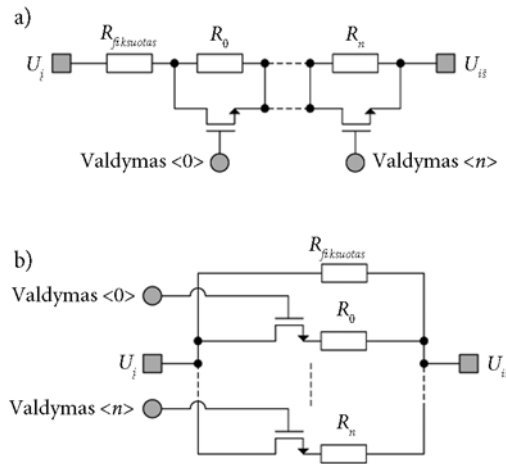 a)
R_fiksuotas R_0 R_n
U_į U_iš
Valdymas <0> Valdymas <n>
b)
R_fiksuotas
Valdymas <0>
R_0
U_į U_i
Valdymas <n>
R_n